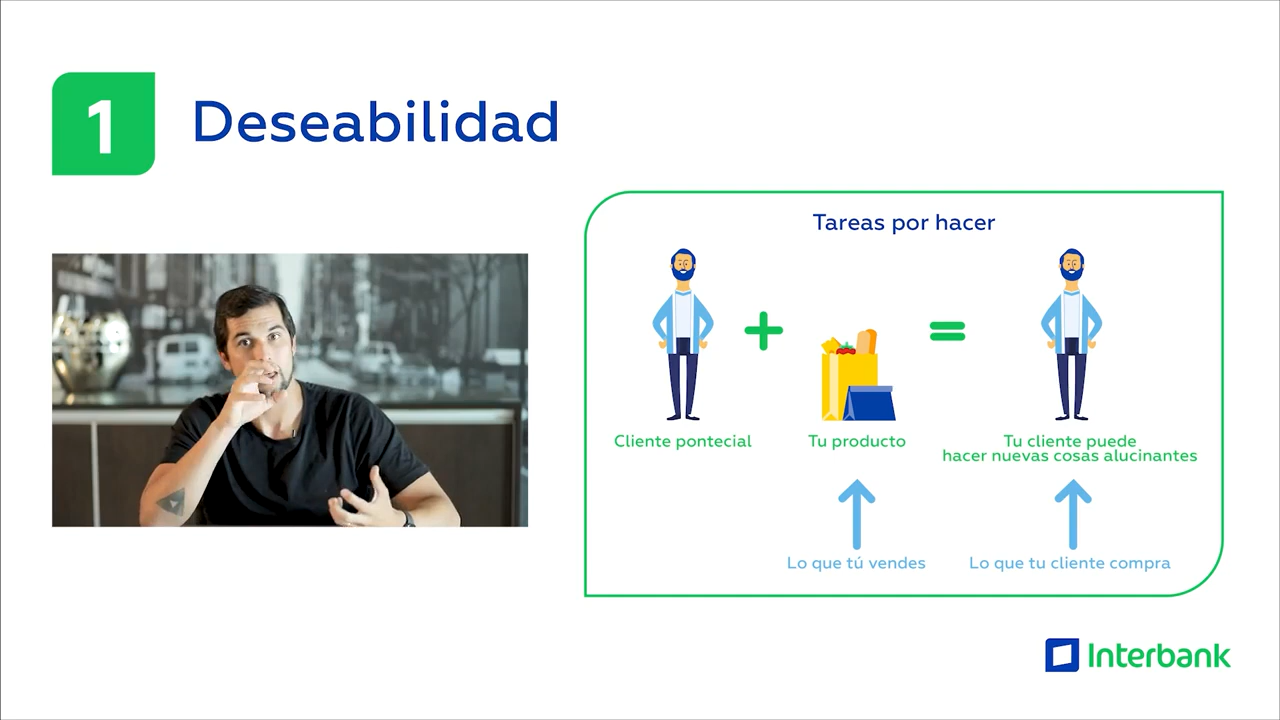 1
Deseabilidad
Tareas por hacer
Cliente pontecial
Tu producto
Tu cliente puede
hacer nuevas cosas alucinantes
Lo que tú vendes
Lo que tu cliente compra
Interbank